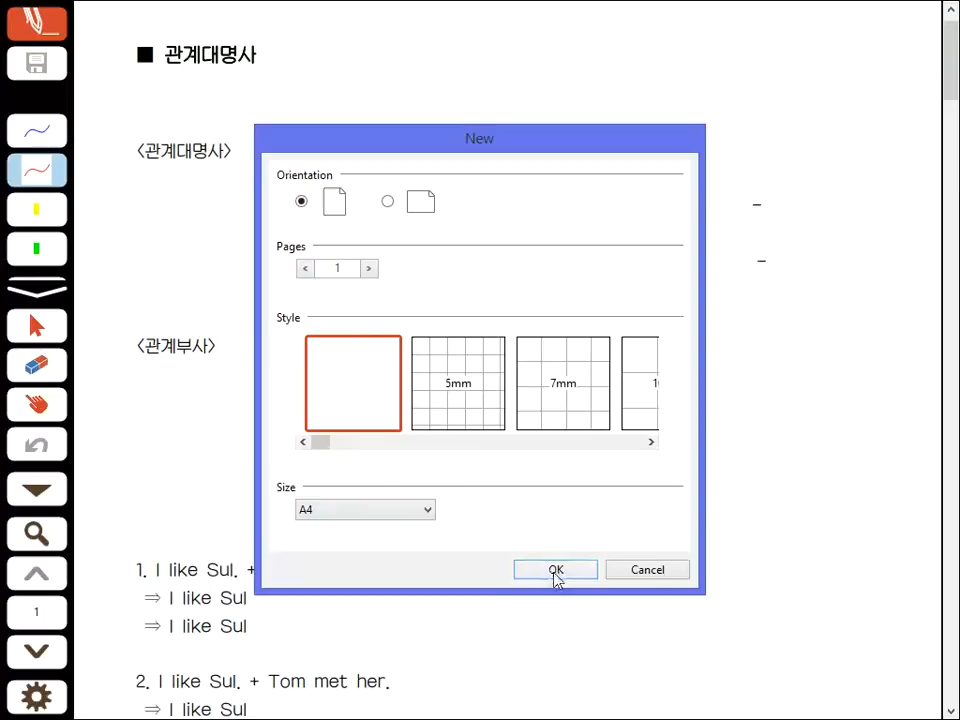 ■ 관계대명사
New
〈관계대명사〉
Orientation
–
Pages
< 1 >
–
Style
〈관계부사〉
5mm
7mm
Size
A4
1. I like Sul. +
OK
Cancel
⇒ I like Sul
1
⇒ I like Sul
2. I like Sul. + Tom met her.
⇒ I like Sul